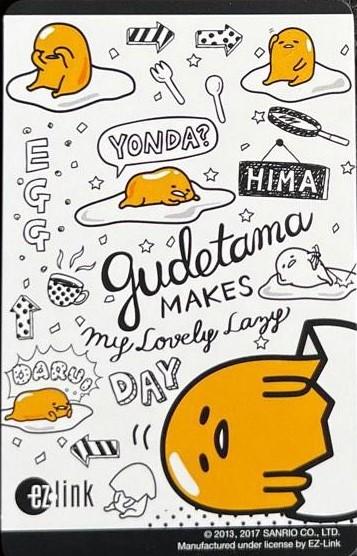 YONDA?
HIMA
EGG
gudetama
MAKES
my Lovely Lazy
DAY
DARUI
ez-link
© 2013, 2017 SANRIO CO., LTD.
Manufactured under license by EZ-Link